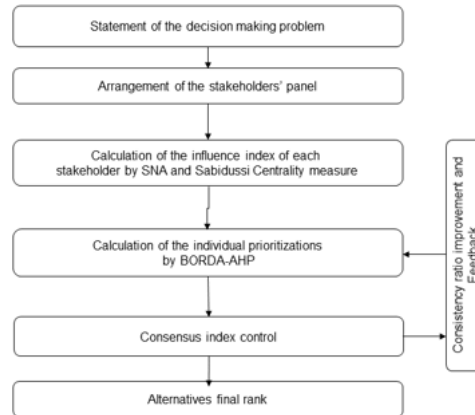 Statement of the decision making problem
Arrangement of the stakeholders' panel
Calculation of the influence index of each
stakeholder by SNA and Sabidussi Centrality measure
Calculation of the individual prioritizations
by BORDA-AHP
Consensus index control
Alternatives final rank
Consistency ratio improvement and
Feedback